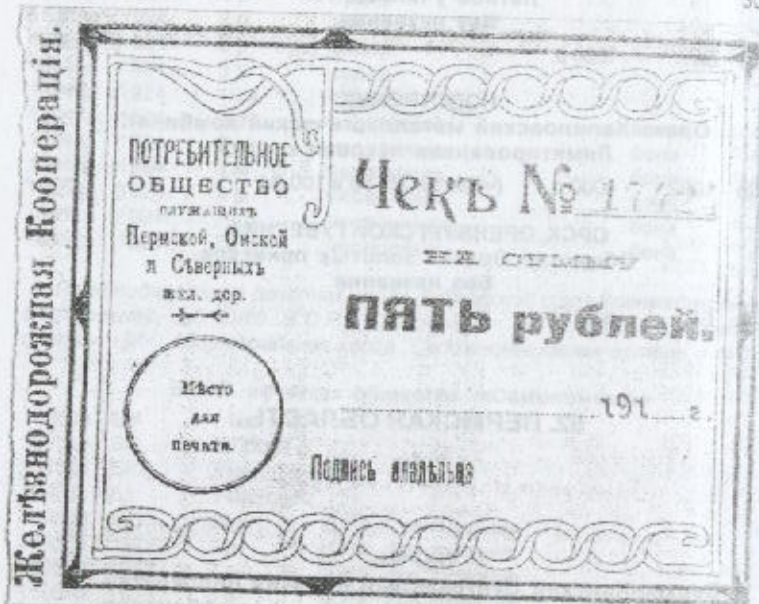 Желѣзнодорожная Кооперація.
ПОТРЕБИТЕЛЬНОЕ
ОБЩЕСТВО
служащихъ
Пермской, Омской
и Сѣверныхъ
жел. дор.
Мѣсто
для
печати.
Чекъ №
на сумму
ПЯТЬ рублей.
191 г.
Подпись владѣльца